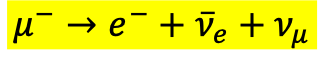 μ⁻ → e⁻ + ν̄ₑ + ν_μ